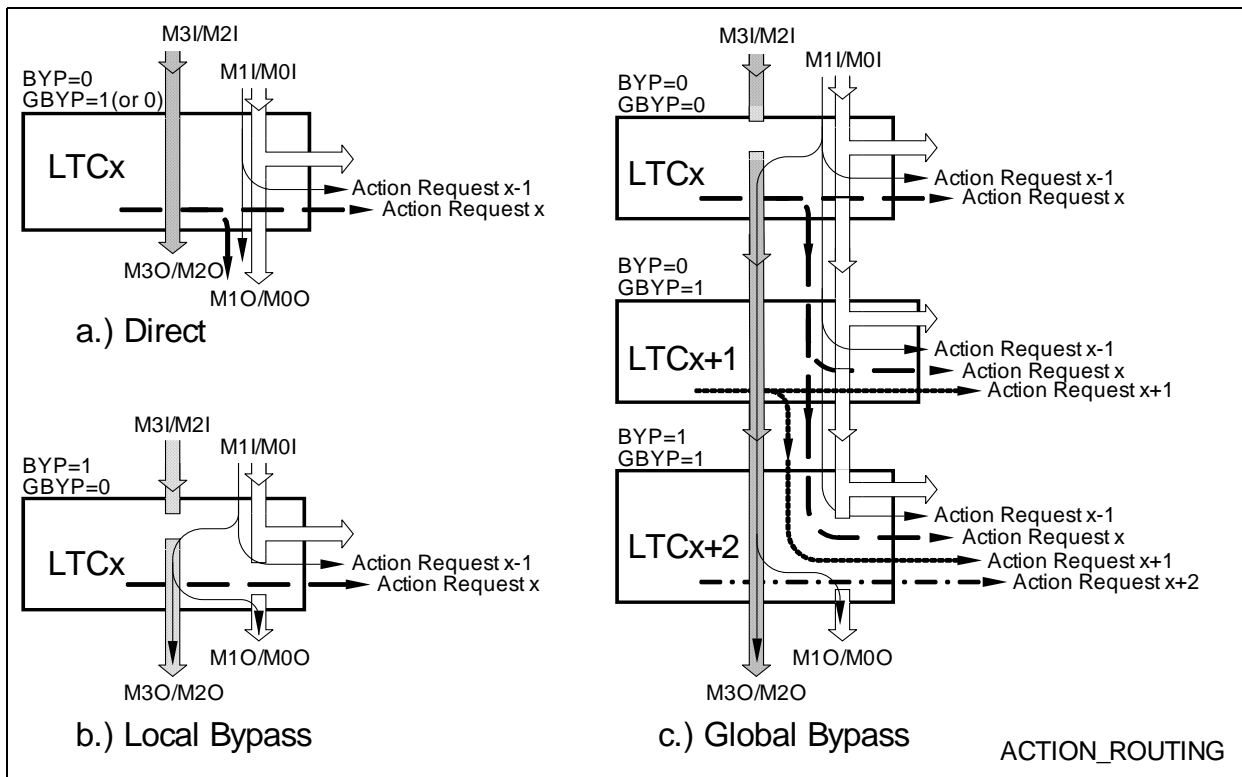 M3I/M2I
M1I/M0I
BYP=0
GBYP=1(or 0)
LTCx
Action Request x-1
Action Request x
M3O/M2O
M1O/M0O
a.) Direct
M3I/M2I
M1I/M0I
BYP=1
GBYP=0
LTCx
Action Request x-1
Action Request x
M1O/M0O
M3O/M2O
b.) Local Bypass
M3I/M2I
M1I/M0I
BYP=0
GBYP=0
LTCx
Action Request x-1
Action Request x
BYP=0
GBYP=1
LTCx+1
Action Request x-1
Action Request x
Action Request x+1
BYP=1
GBYP=1
LTCx+2
Action Request x-1
Action Request x
Action Request x+1
Action Request x+2
M1O/M0O
M3O/M2O
c.) Global Bypass
ACTION_ROUTING